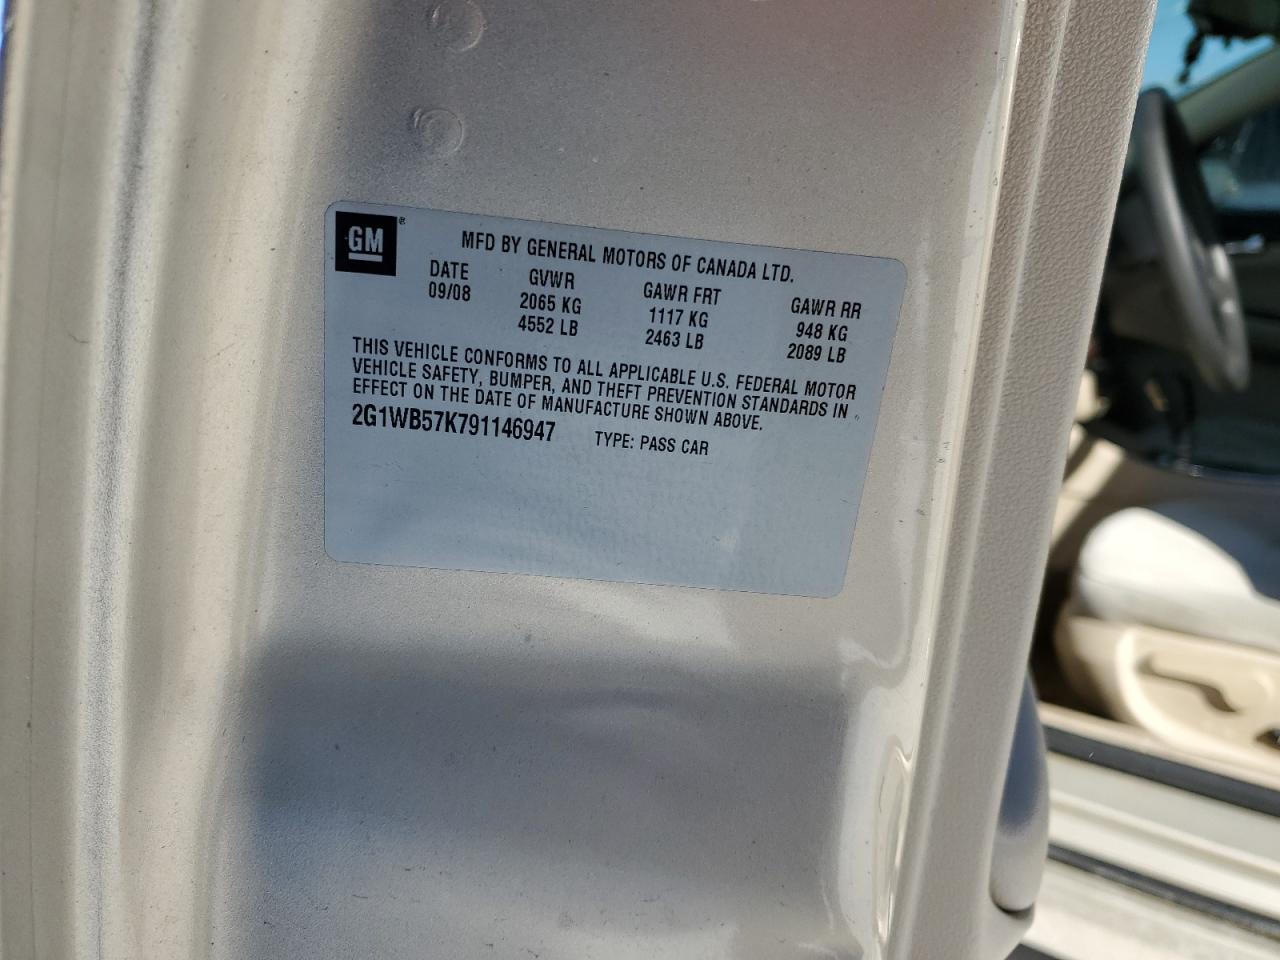 GM®
MFD BY GENERAL MOTORS OF CANADA LTD.
DATE GVWR GAWR FRT GAWR RR
09/08 2065 KG 1117 KG 948 KG
4552 LB 2463 LB 2089 LB
THIS VEHICLE CONFORMS TO ALL APPLICABLE U.S. FEDERAL MOTOR
VEHICLE SAFETY, BUMPER, AND THEFT PREVENTION STANDARDS IN
EFFECT ON THE DATE OF MANUFACTURE SHOWN ABOVE.
2G1WB57K791146947 TYPE: PASS CAR